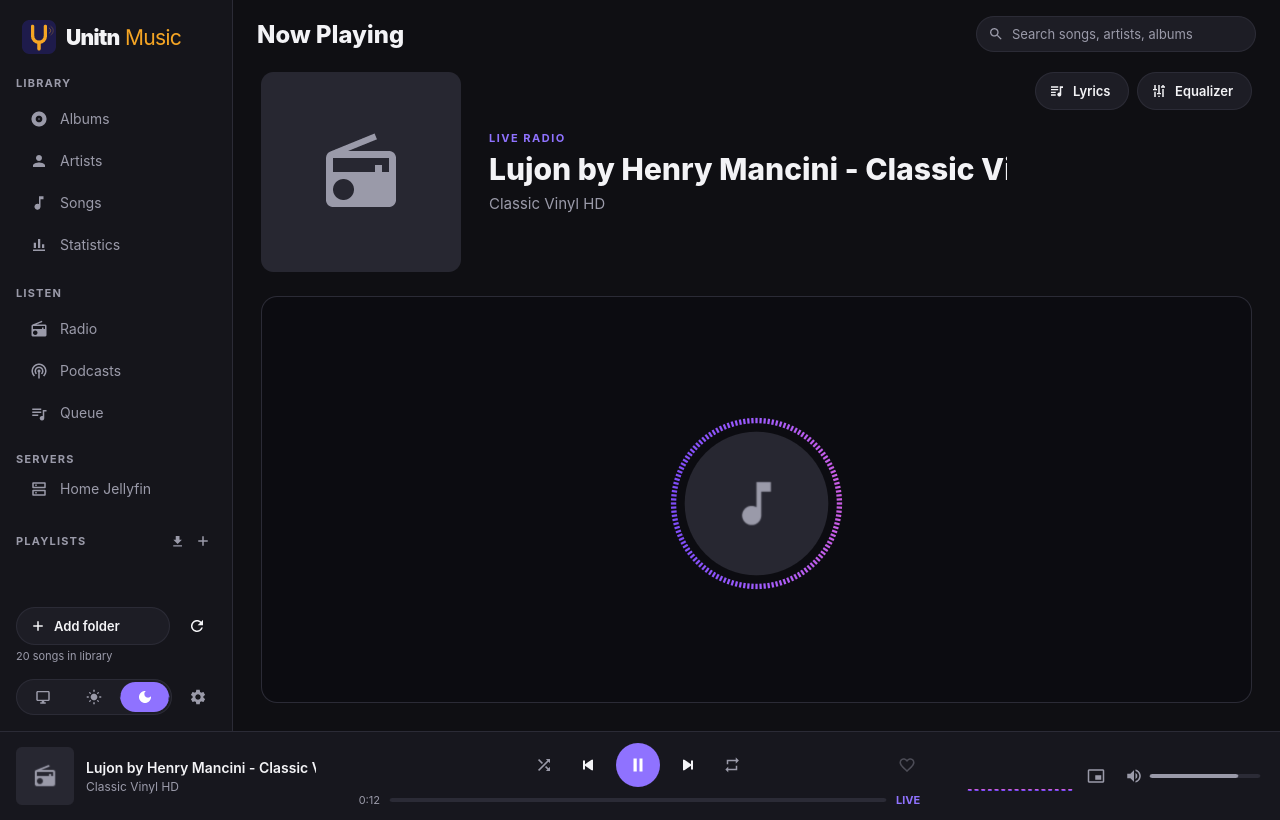 Unitn Music
Now Playing
Search songs, artists, albums
LIBRARY
Albums
Artists
Songs
Statistics
LISTEN
Radio
Podcasts
Queue
SERVERS
Home Jellyfin
PLAYLISTS
Add folder
20 songs in library
Lyrics
Equalizer
LIVE RADIO
Lujon by Henry Mancini - Classic Vi
Classic Vinyl HD
Lujon by Henry Mancini - Classic V
Classic Vinyl HD
0:12
LIVE